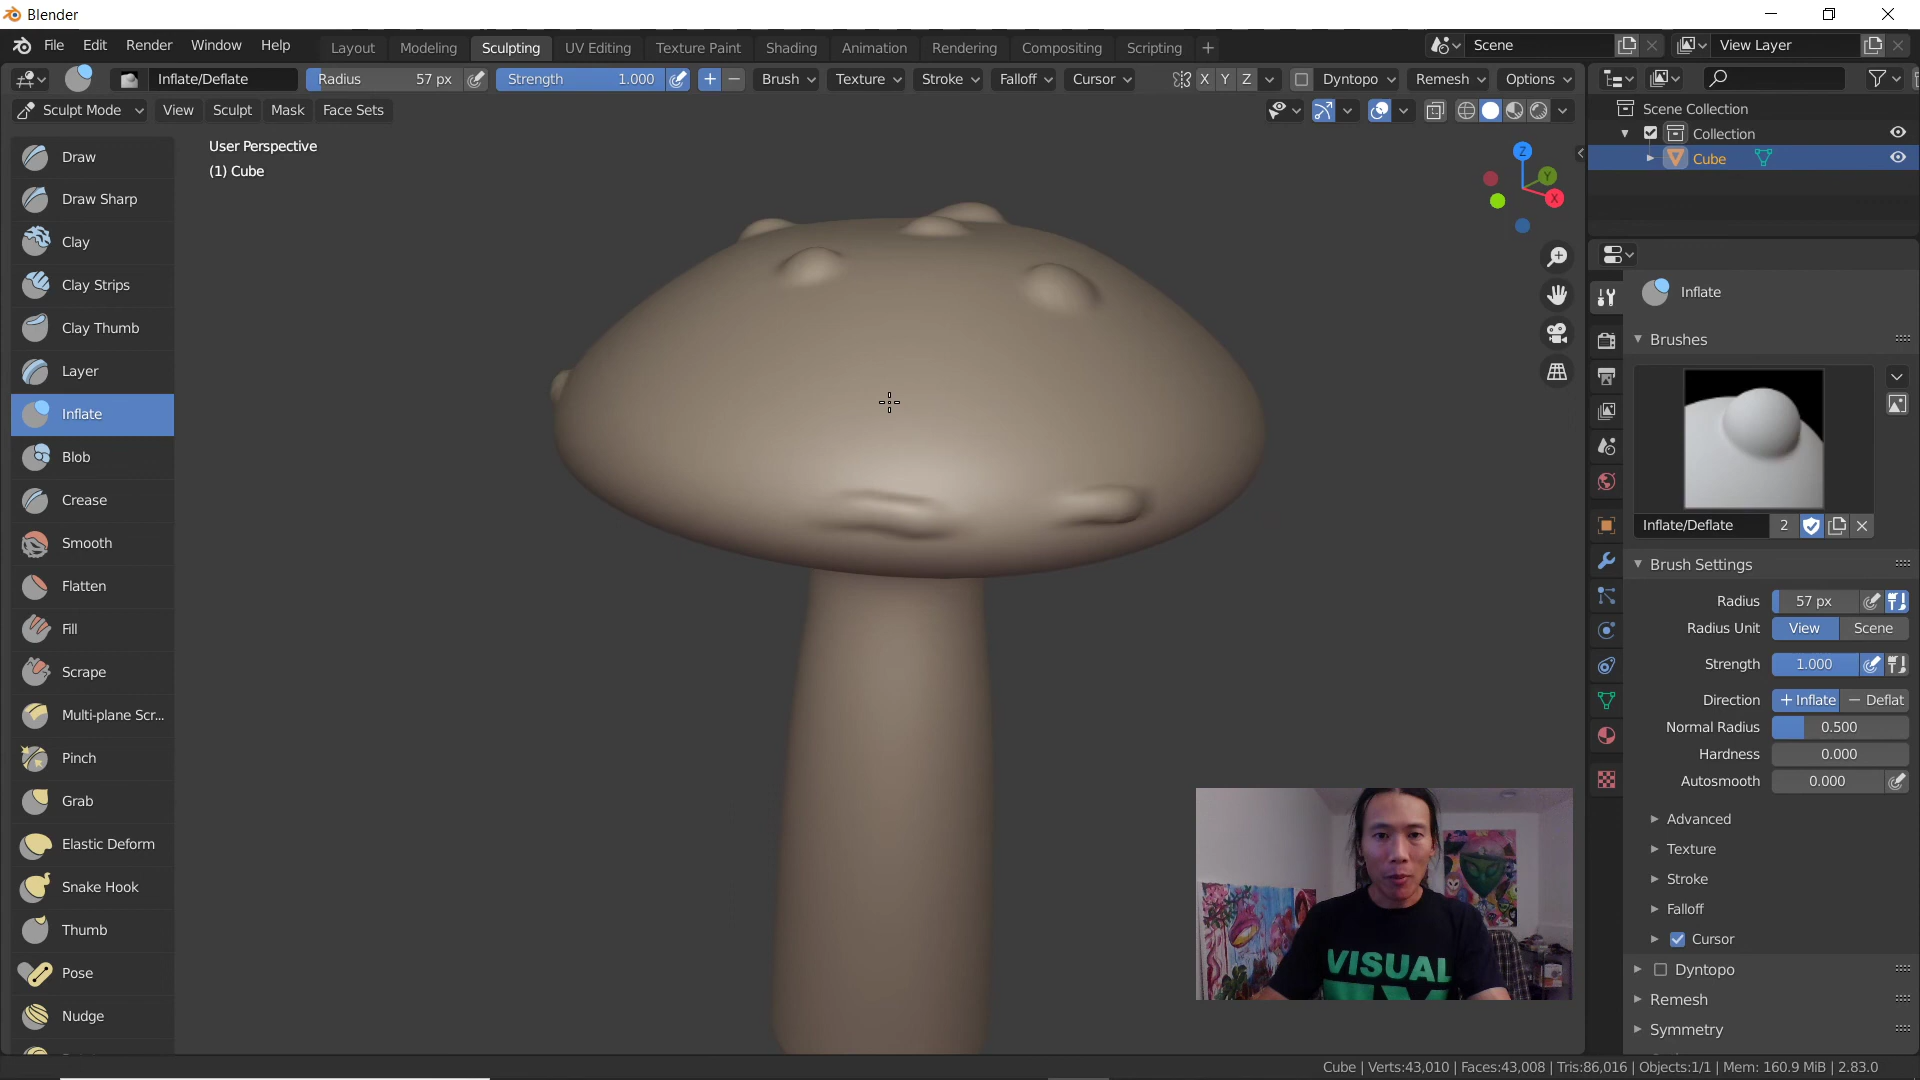 Blender
File Edit Render Window Help Layout Modeling Sculpting UV Editing Texture Paint Shading Animation Rendering Compositing Scripting + Scene View Layer
Inflate/Deflate Radius 57 px Strength 1.000 + − Brush Texture Stroke Falloff Cursor X Y Z Dyntopo Remesh Options
Sculpt Mode View Sculpt Mask Face Sets
User Perspective
(1) Cube
Z
Y
X
Draw
Draw Sharp
Clay
Clay Strips
Clay Thumb
Layer
Inflate
Blob
Crease
Smooth
Flatten
Fill
Scrape
Multi-plane Scr...
Pinch
Grab
Elastic Deform
Snake Hook
Thumb
Pose
Nudge
VISUAL
Scene Collection
Collection
Cube
Inflate
Brushes
Inflate/Deflate 2
Brush Settings
Radius 57 px
Radius Unit View Scene
Strength 1.000
Direction + Inflate − Deflat
Normal Radius 0.500
Hardness 0.000
Autosmooth 0.000
Advanced
Texture
Stroke
Falloff
Cursor
Dyntopo
Remesh
Symmetry
Cube | Verts:43,010 | Faces:43,008 | Tris:86,016 | Objects:1/1 | Mem: 160.9 MiB | 2.83.0